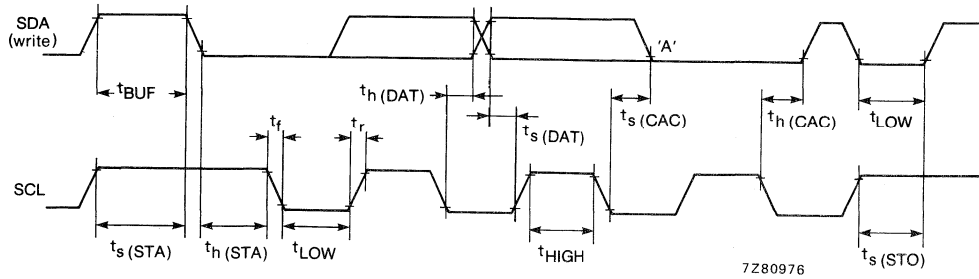 SDA
(write)
'A'
tBUF
th (DAT)
ts (CAC)
th (CAC)
tLOW
tf
tr
ts (DAT)
SCL
ts (STA)
th (STA)
tLOW
tHIGH
ts (STO)
7Z80976